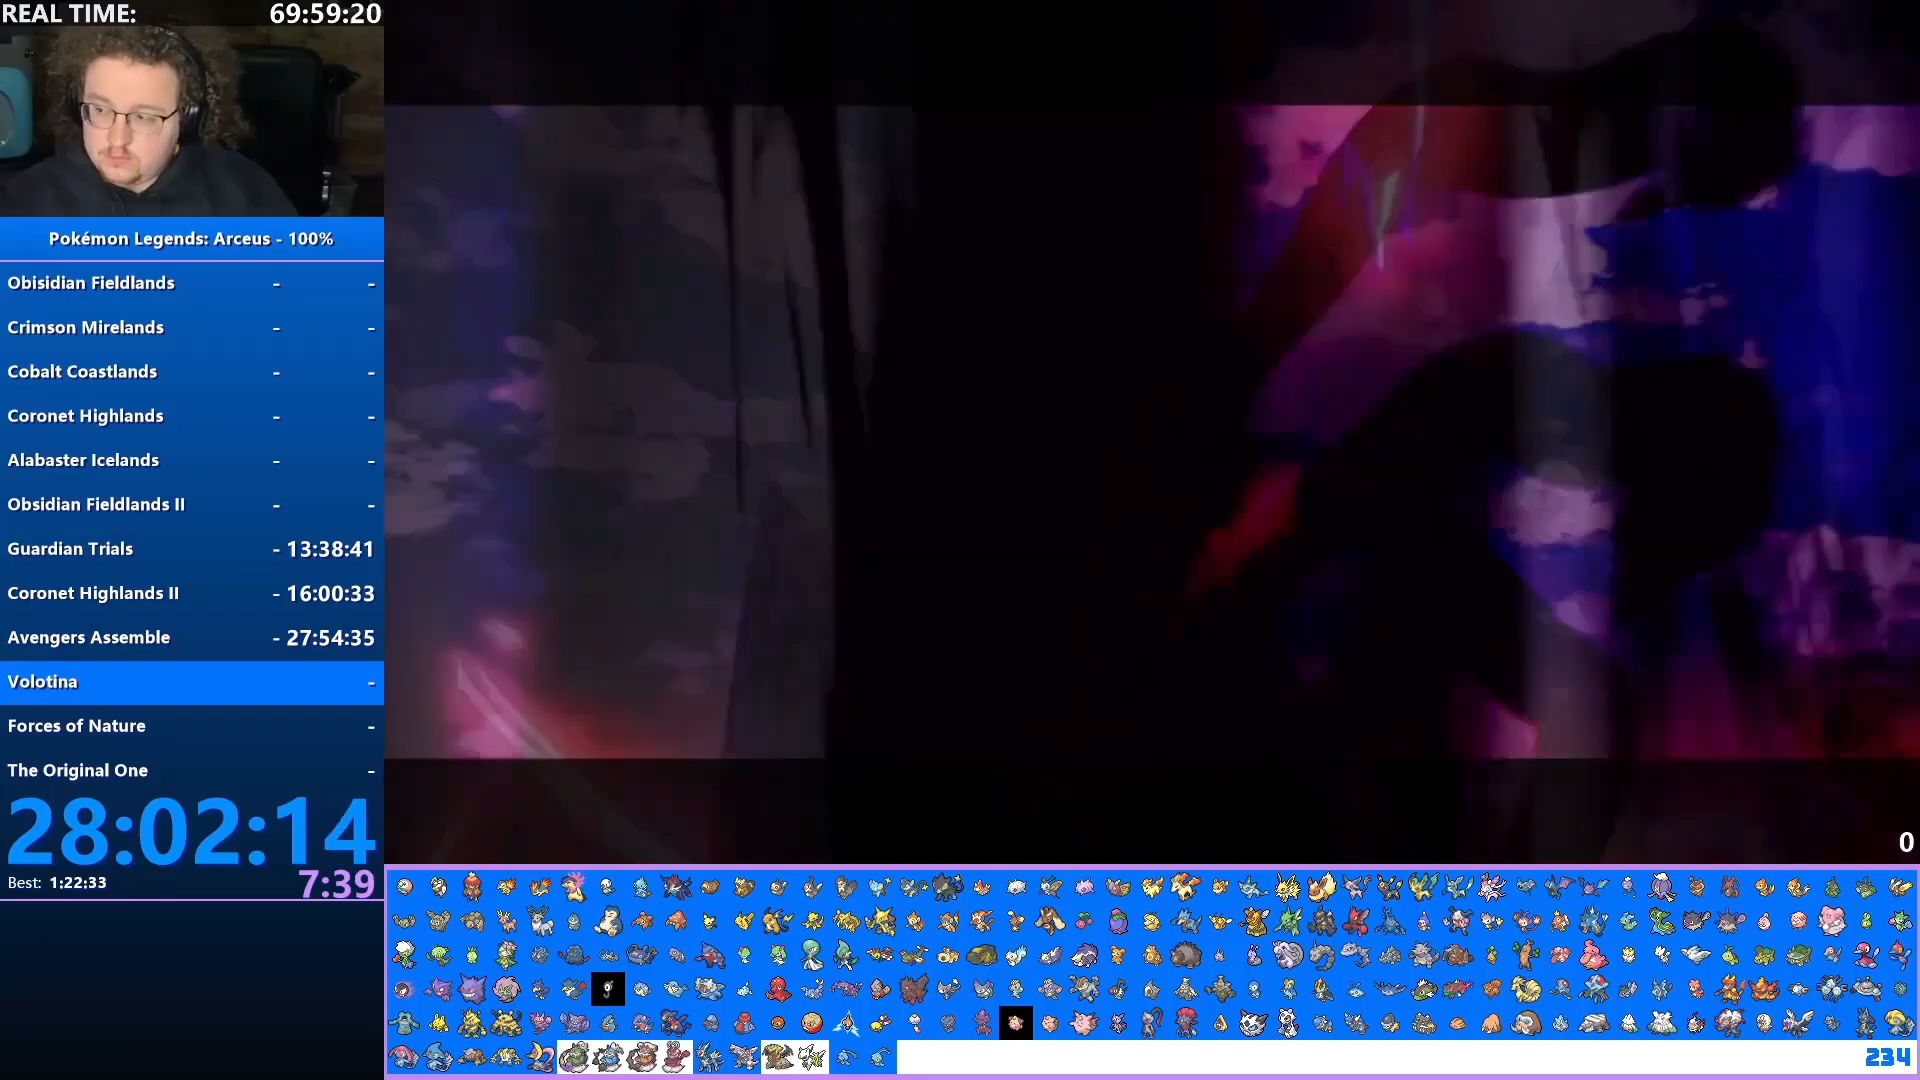 REAL TIME: 69:59:20
Pokémon Legends: Arceus - 100%
Obisidian Fieldlands - -
Crimson Mirelands - -
Cobalt Coastlands - -
Coronet Highlands - -
Alabaster Icelands - -
Obsidian Fieldlands II - -
Guardian Trials - 13:38:41
Coronet Highlands II - 16:00:33
Avengers Assemble - 27:54:35
Volotina -
Forces of Nature -
The Original One -
28:02:14
0
Best: 1:22:33 7:39
234